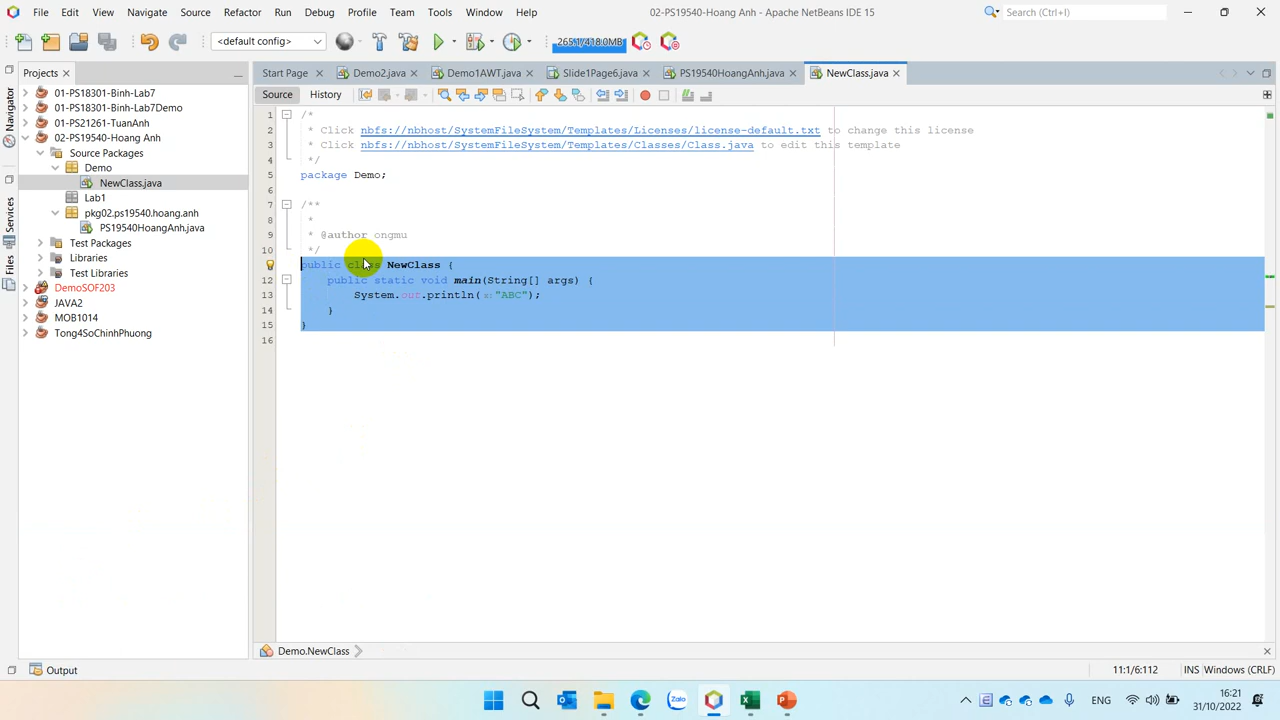 File Edit View Navigate Source Refactor Run Debug Profile Team Tools Window Help
02-PS19540-Hoang Anh - Apache NetBeans IDE 15
Search (Ctrl+I)
<default config>
265.1/418.0MB
Projects
Start Page
Demo2.java
Demo1AWT.java
Slide1Page6.java
PS19540HoangAnh.java
NewClass.java
Source History
Navigator
Services
Files
01-PS18301-Binh-Lab7
01-PS18301-Binh-Lab7Demo
01-PS21261-TuanAnh
02-PS19540-Hoang Anh
Source Packages
Demo
NewClass.java
Lab1
pkg02.ps19540.hoang.anh
PS19540HoangAnh.java
Test Packages
Libraries
Test Libraries
DemoSOF203
JAVA2
MOB1014
Tong4SoChinhPhuong
1 /*
2 * Click nbfs://nbhost/SystemFileSystem/Templates/Licenses/license-default.txt to change this license
3 * Click nbfs://nbhost/SystemFileSystem/Templates/Classes/Class.java to edit this template
4 */
5 package Demo;
6
7 /**
8 *
9 * @author ongmu
10 */
public class NewClass {
12 public static void main(String[] args) {
13 System.out.println("ABC");
14 }
15 }
16
Demo.NewClass
Output
11:1/6:112 INS Windows (CRLF)
ENG
16:21
31/10/2022